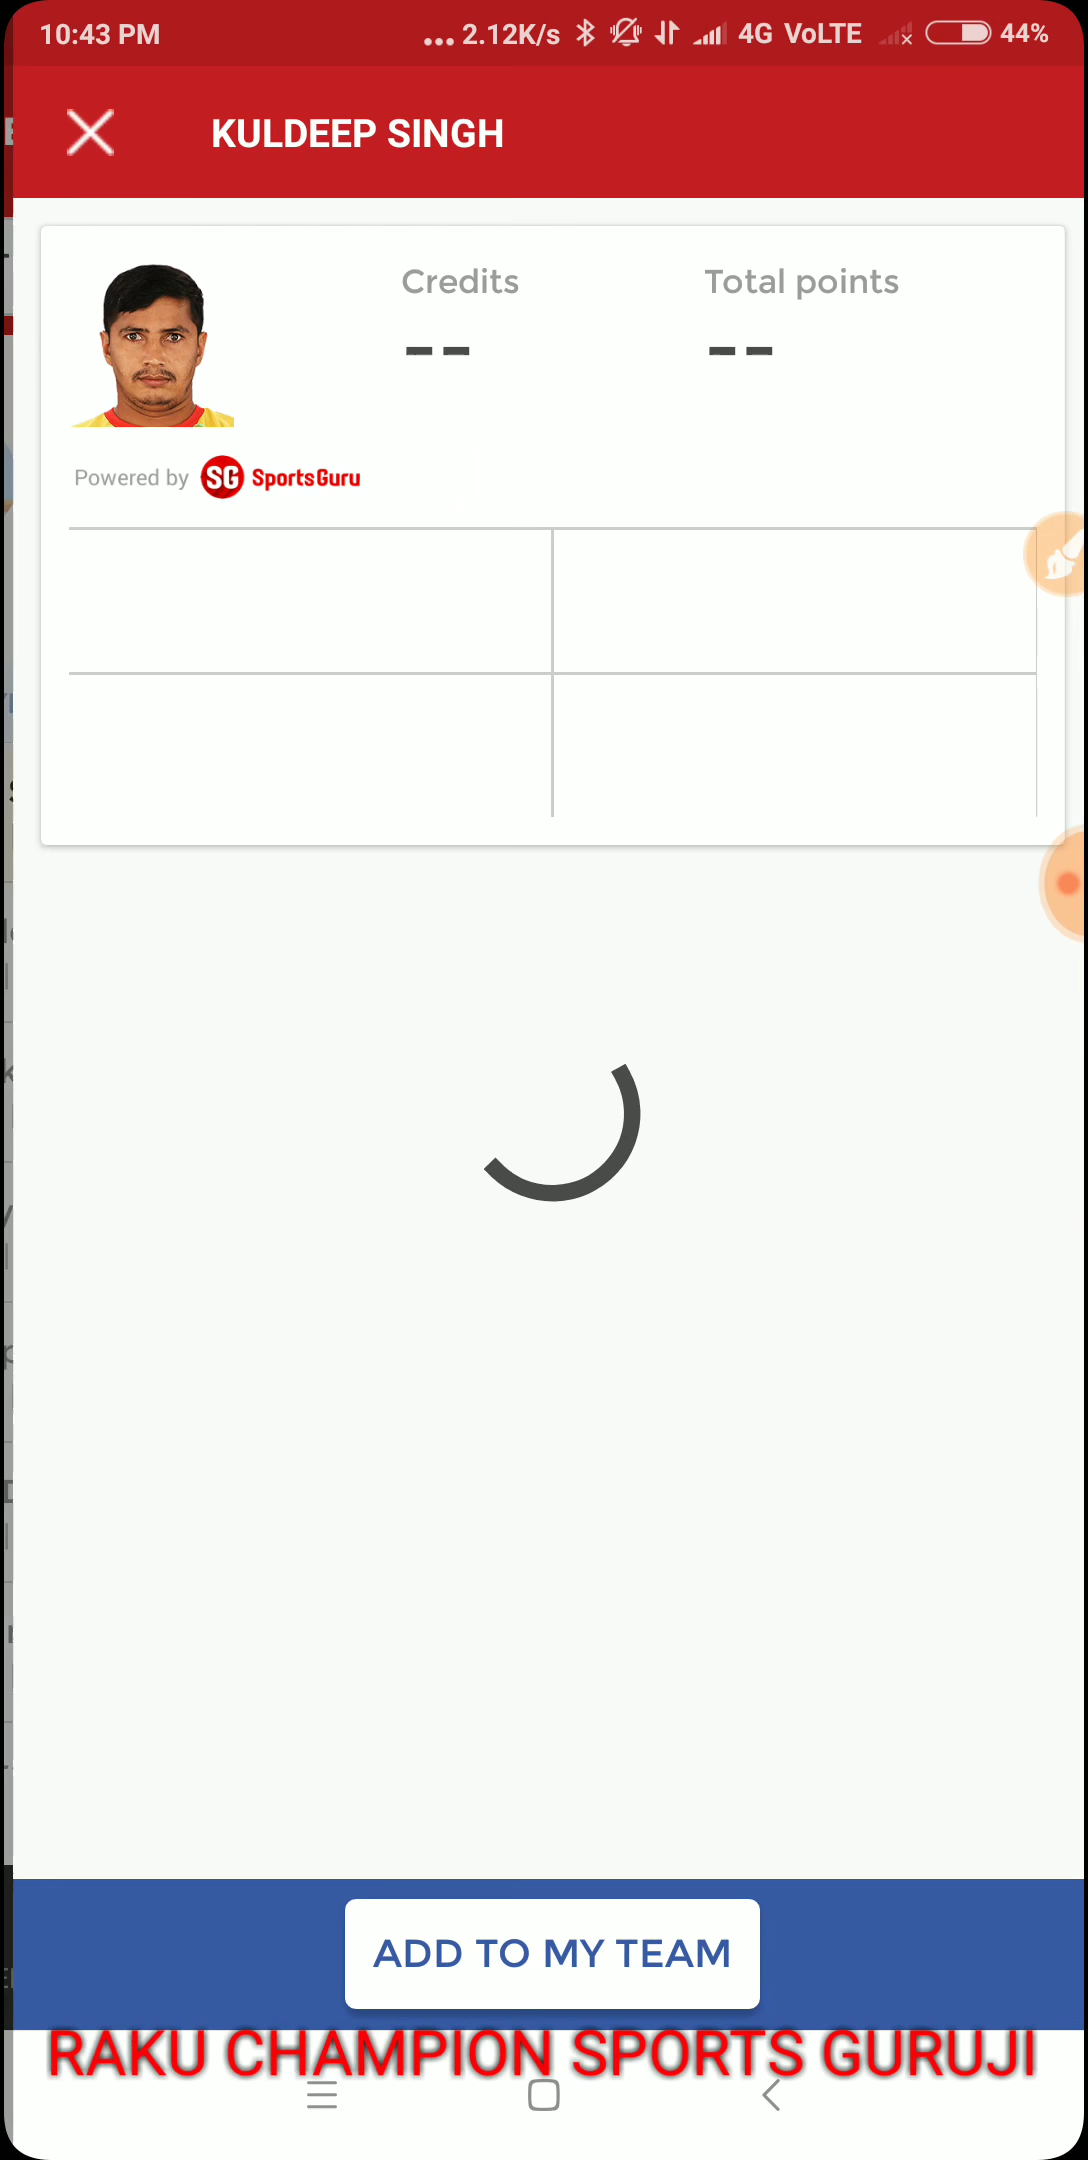 10:43 PM ... 2.12K/s 4G VoLTE 44%
KULDEEP SINGH
Credits Total points
-- --
Powered by SG SportsGuru
ADD TO MY TEAM
RAKU CHAMPION SPORTS GURUJI